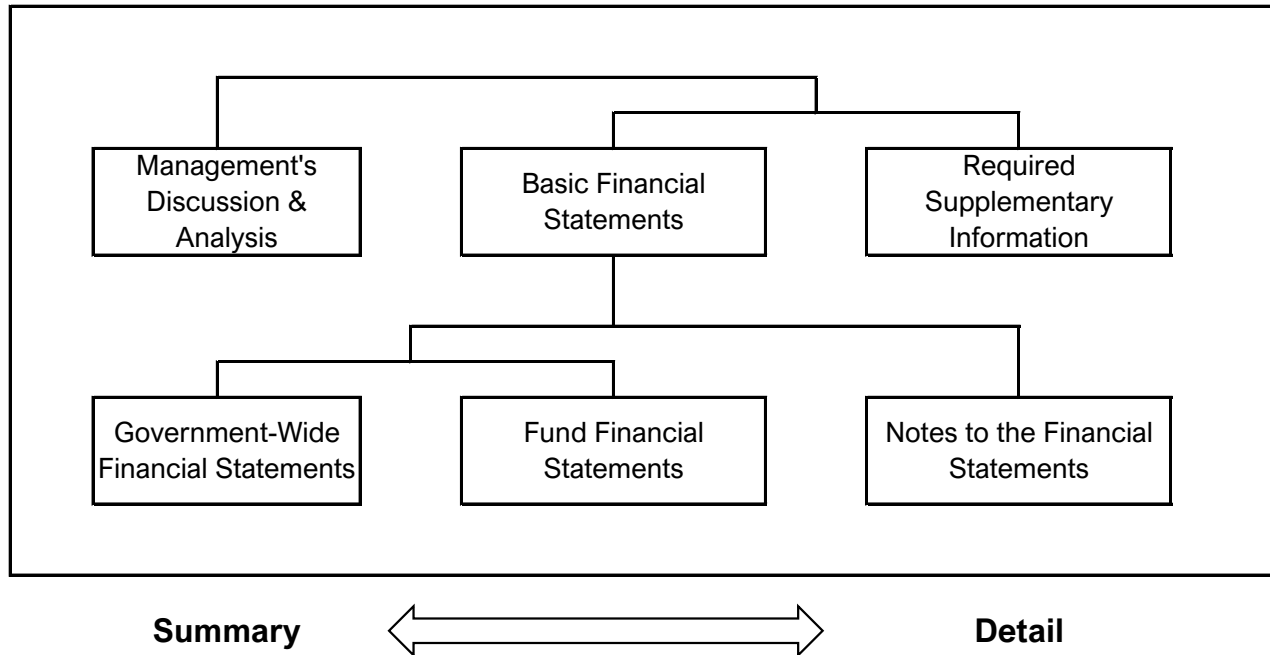 Management's
Discussion &
Analysis
Basic Financial
Statements
Required
Supplementary
Information
Government-Wide
Financial Statements
Fund Financial
Statements
Notes to the Financial
Statements
Summary
Detail